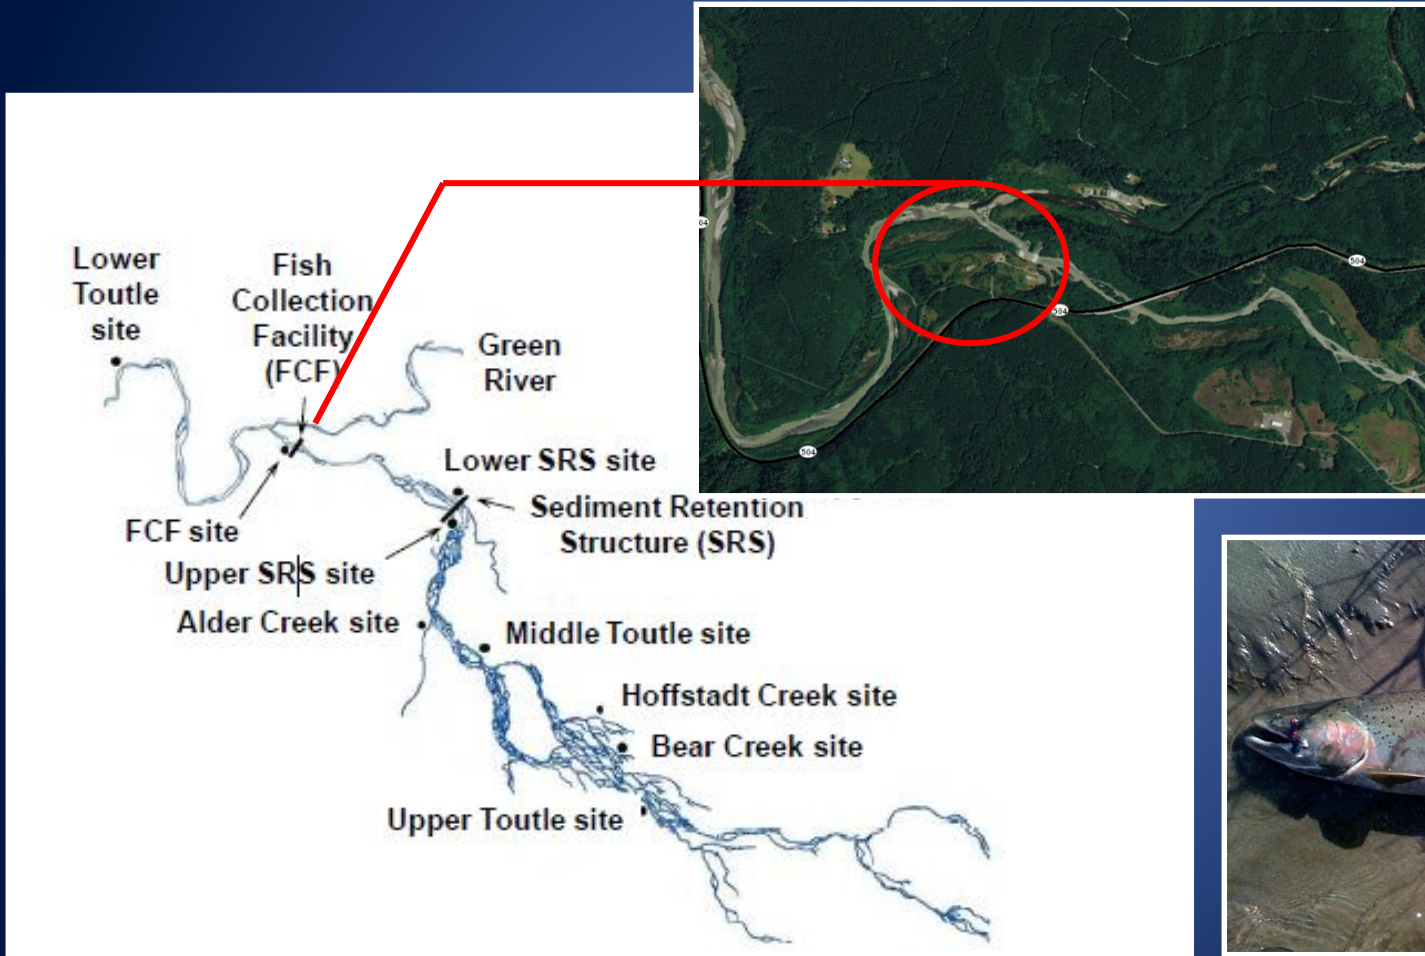 Lower
Toutle
site
Fish
Collection
Facility
(FCF)
Green
River
Lower SRS site
Sediment Retention
Structure (SRS)
FCF site
Upper SRS site
Alder Creek site
Middle Toutle site
Hoffstadt Creek site
Bear Creek site
Upper Toutle site
04
504
504
504